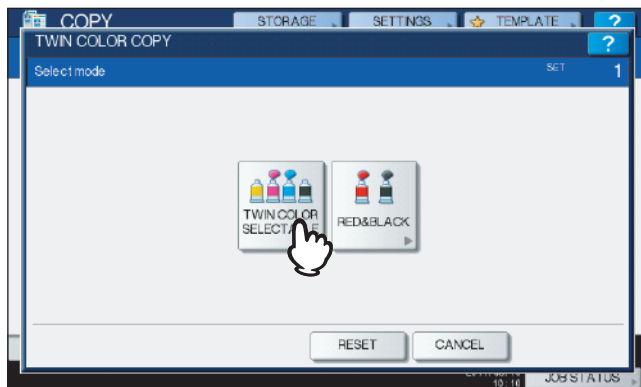 COPY STORAGE SETTINGS TEMPLATE ?
TWIN COLOR COPY ?
Select mode SET 1
TWIN COLOR
RED&BLACK
RESET CANCEL
10:10 JOB STATUS